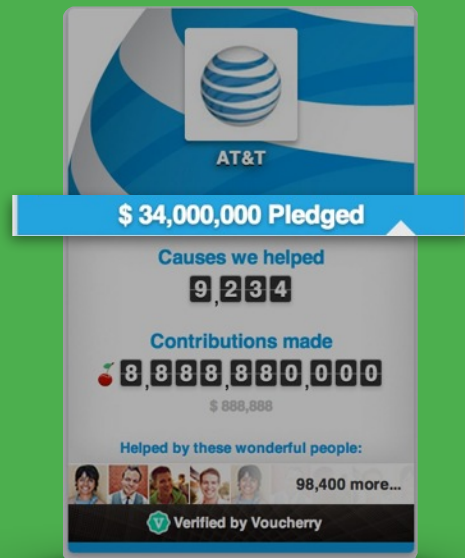 AT&T
$ 34,000,000 Pledged
Causes we helped
9,234
Contributions made
8,888,880,000
$ 888,888
Helped by these wonderful people:
98,400 more...
V Verified by Voucherry